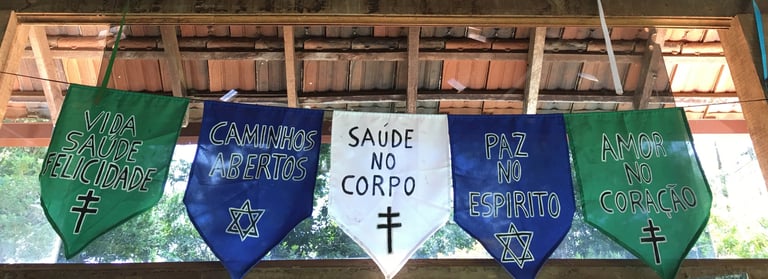 VIDA
SAÚDE
FELICIDADE
CAMINHOS
ABERTOS
SAÚDE
NO
CORPO
PAZ
NO
ESPIRITO
AMOR
NO
CORAÇÃO